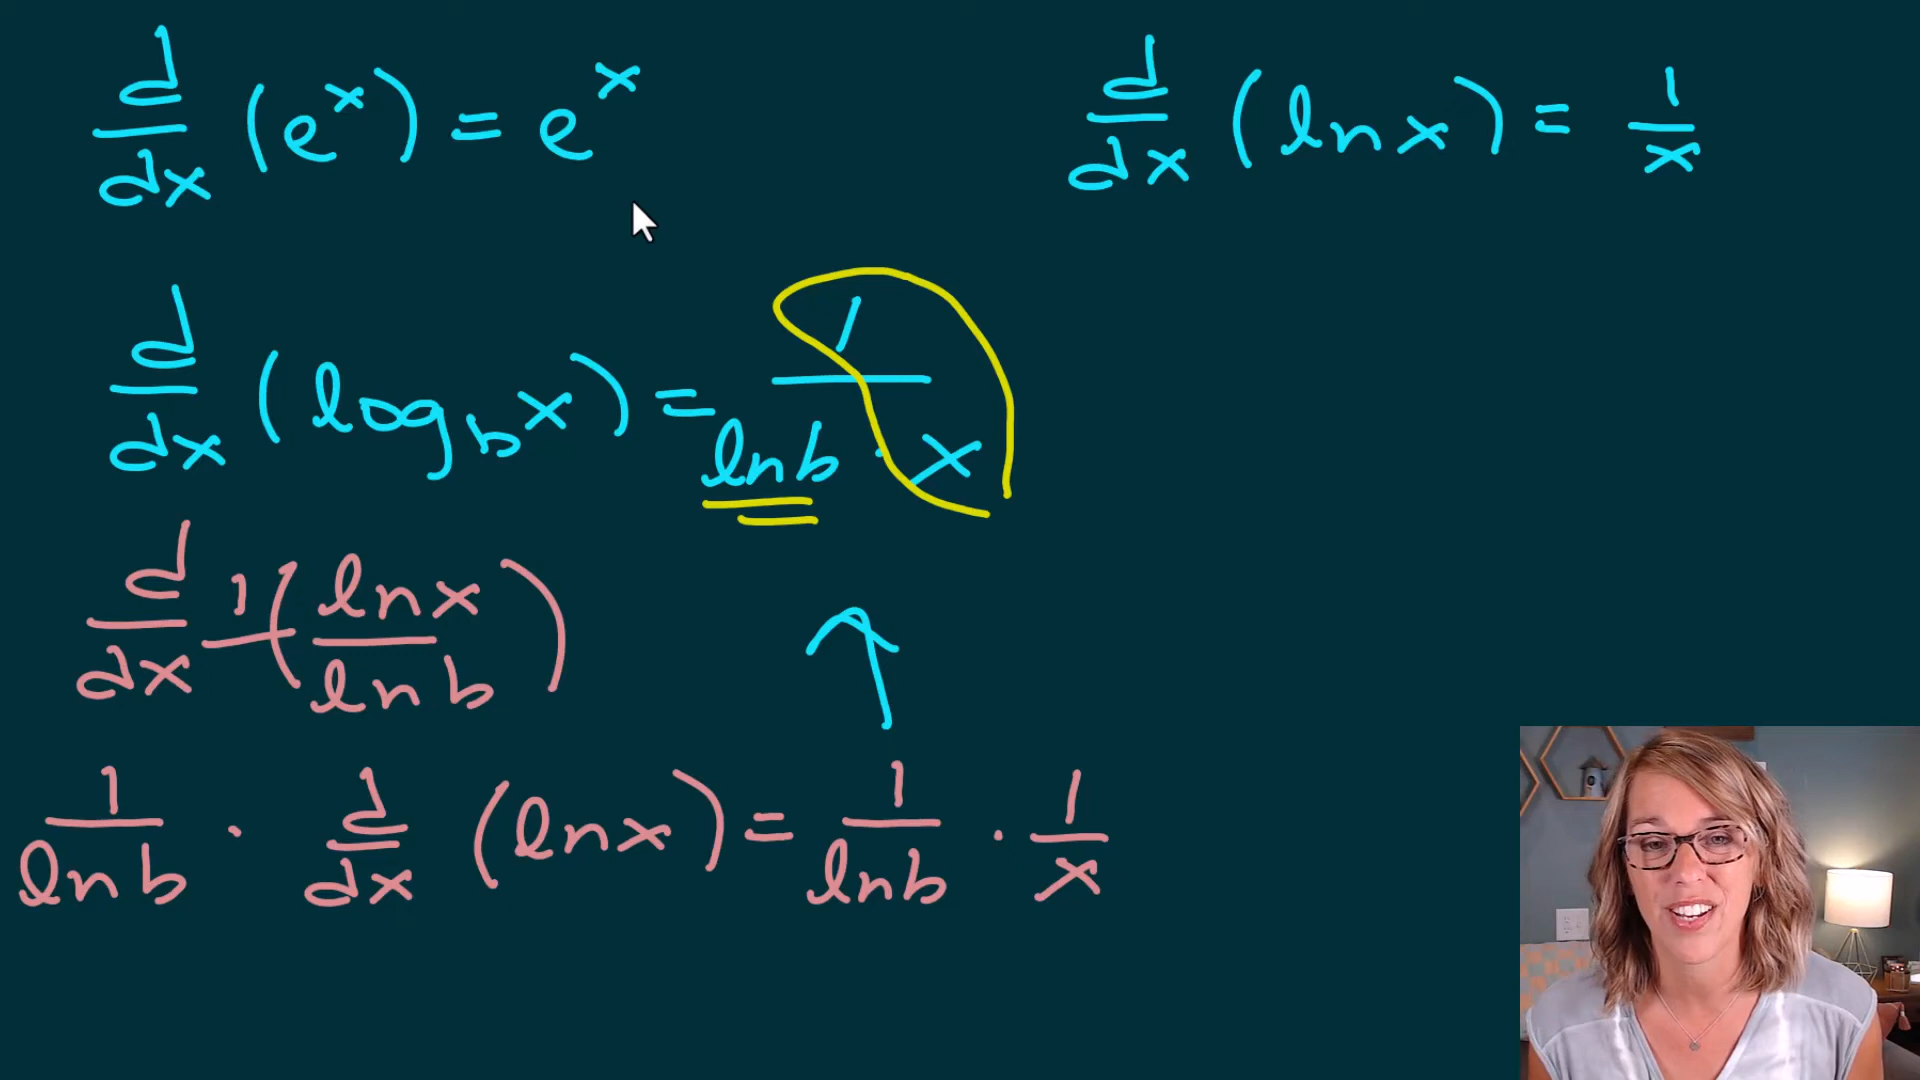 d/dx (e^x) = e^x
d/dx (ln x) = 1/x
d/dx (log_b x) = 1/(ln b · x)
d/dx 1/ (ln x/ln b)
1/ln b · d/dx (ln x) = 1/ln b · 1/x